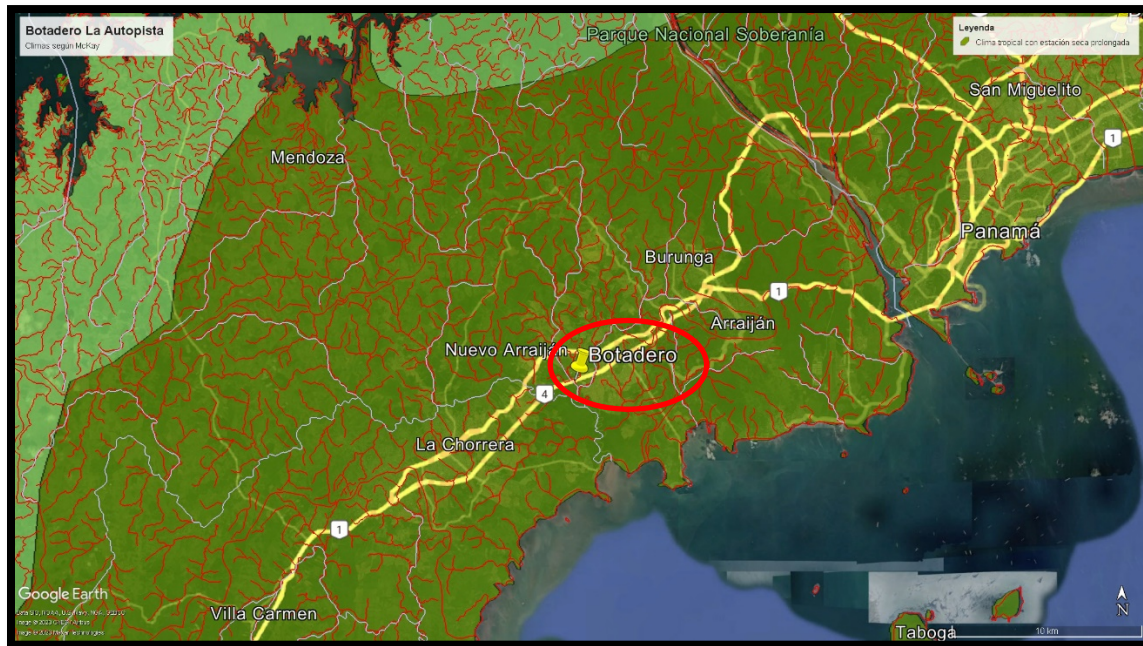 Botadero La Autopista
Climas según McKay
Parque Nacional Soberanía
Leyenda
Clima tropical con estación seca prolongada
San Miguelito
1
Mendoza
Panamá
Burunga
1
Arraiján
Nuevo Arraiján
Botadero
4
La Chorrera
1
Google Earth
Villa Carmen
N
Taboga
10 km